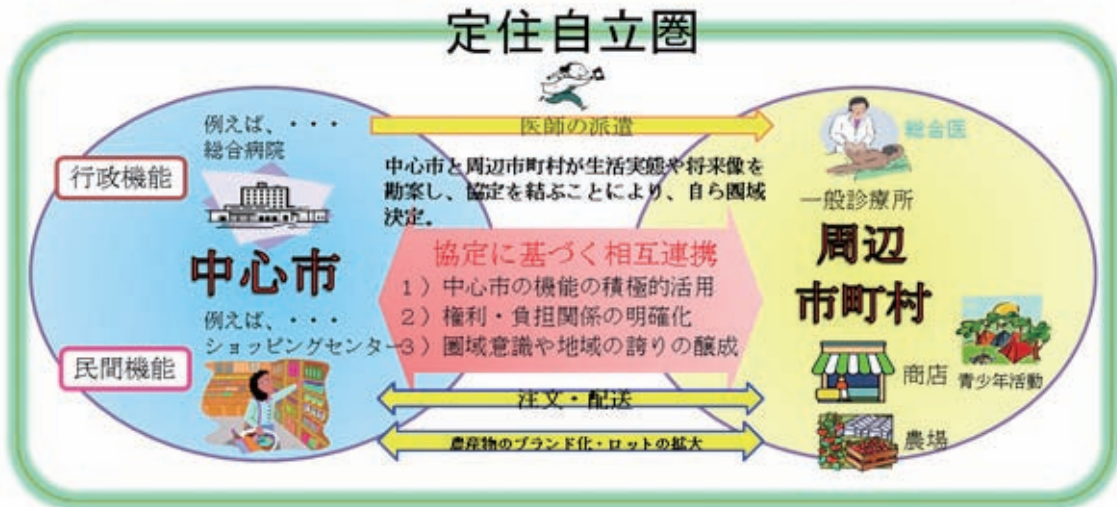 定住自立圏
例えば、・・・
総合病院
行政機能
中心市
例えば、・・・
ショッピングセンター
民間機能
医師の派遣
中心市と周辺市町村が生活実態や将来像を
勘案し、協定を結ぶことにより、自ら圏域
決定。
協定に基づく相互連携
１）中心市の機能の積極的活用
２）権利・負担関係の明確化
３）圏域意識や地域の誇りの醸成
注文・配送
農産物のブランド化・ロットの拡大
総合医
一般診療所
周辺
市町村
商店
青少年活動
農場